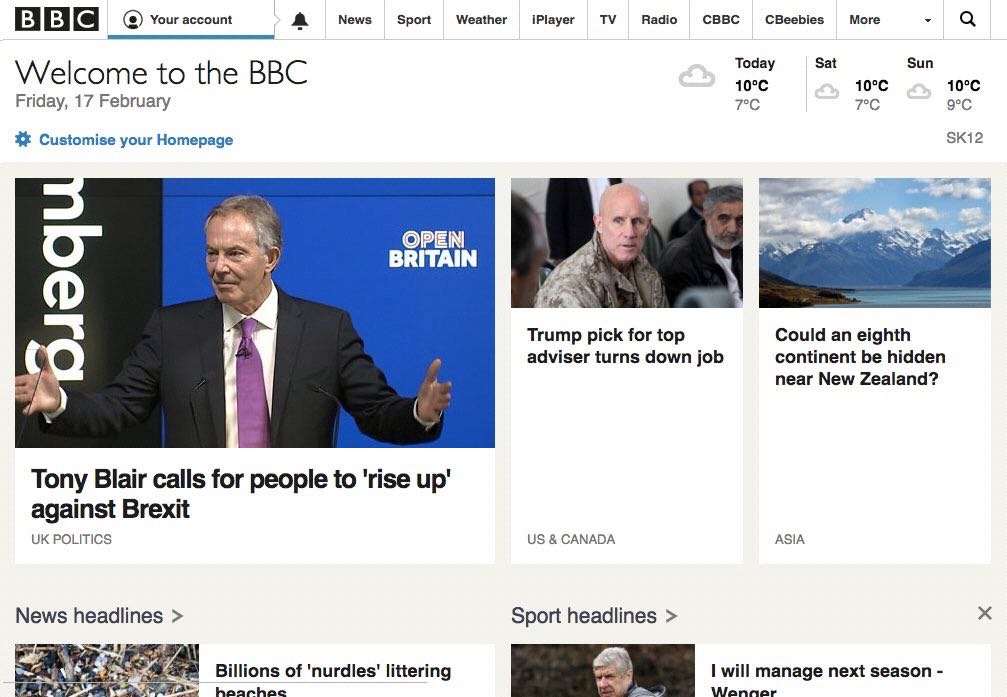 BBC
Your account
News
Sport
Weather
iPlayer
TV
Radio
CBBC
CBeebies
More
Welcome to the BBC
Friday, 17 February
Customise your Homepage
Today
10°C
7°C
Sat
10°C
7°C
Sun
10°C
9°C
SK12
mberg
OPEN
BRITAIN
Tony Blair calls for people to 'rise up'
against Brexit
UK POLITICS
Trump pick for top
adviser turns down job
US & CANADA
Could an eighth
continent be hidden
near New Zealand?
ASIA
News headlines >
Sport headlines >
Billions of 'nurdles' littering
beaches
I will manage next season -
Wenger